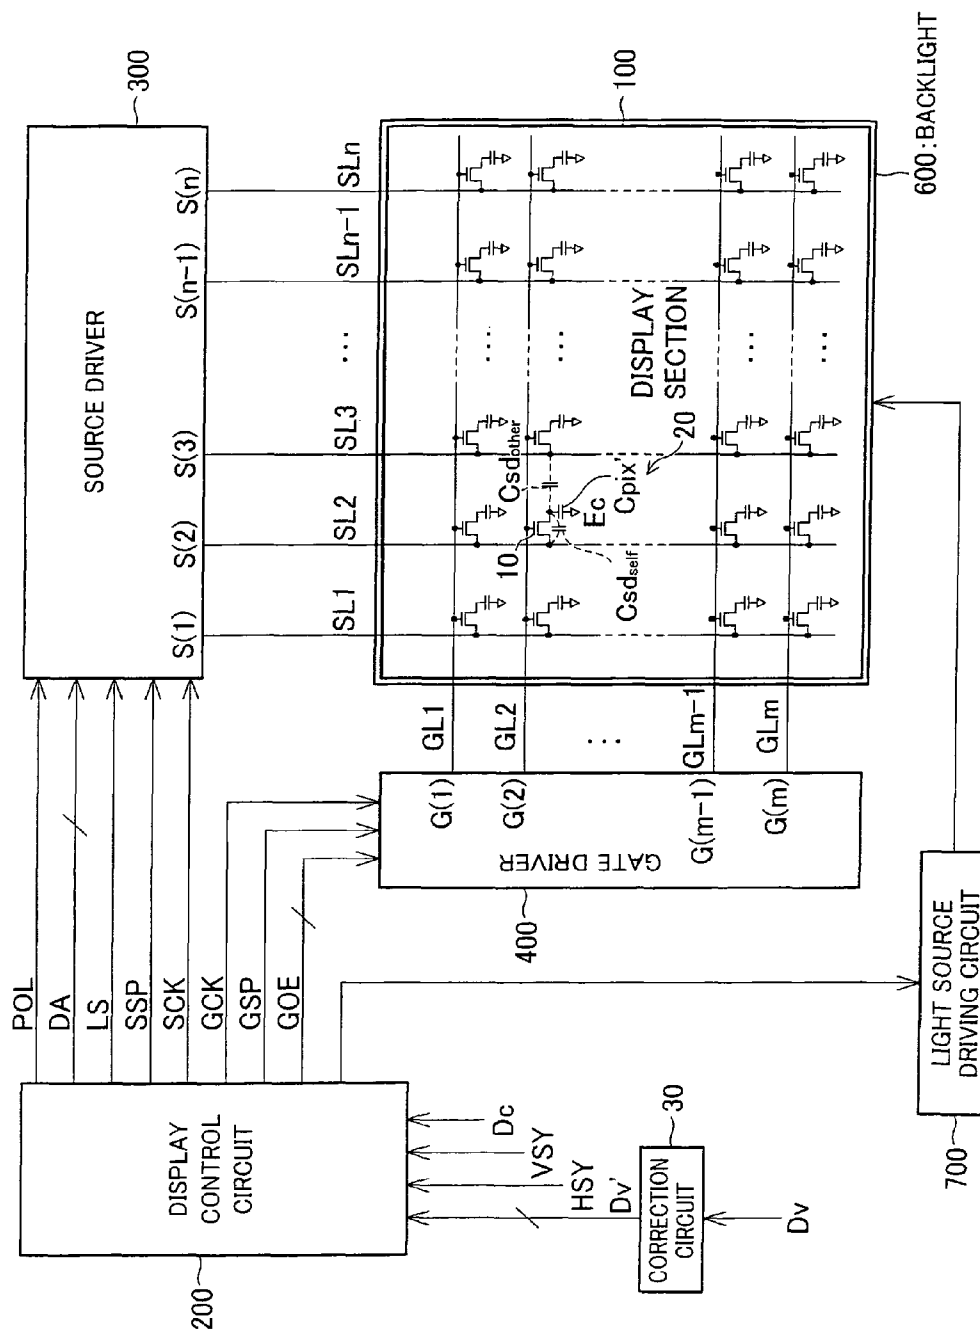 300
SOURCE DRIVER
S(1)
S(2)
S(3)
S(n-1)
S(n)
SL1
SL2
SL3
...
SLn-1
SLn
POL
DA
LS
SSP
SCK
GCK
GSP
GOE
DISPLAY
CONTROL
CIRCUIT
200
Dc
VSY
HSY
Dv'
30
CORRECTION
CIRCUIT
Dv
GATE DRIVER
400
G(1)
G(2)
G(m-1)
G(m)
GL1
GL2
...
GLm-1
GLm
100
600:BACKLIGHT
DISPLAY
SECTION
10
20
Csdother
Ec
Cpix'
Csdself
...
...
...
...
LIGHT SOURCE
DRIVING CIRCUIT
700